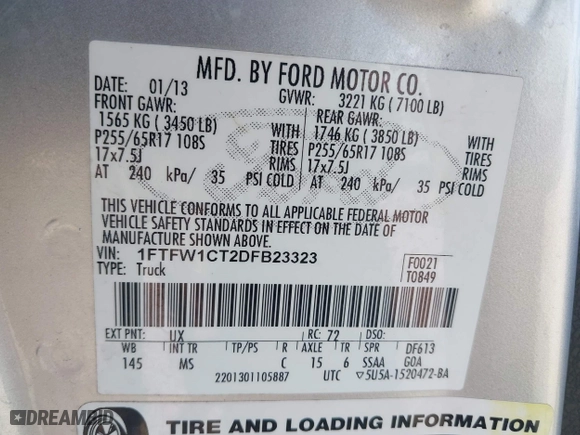 MFD. BY FORD MOTOR CO.
DATE: 01/13 GVWR: 3221 KG ( 7100 LB)
FRONT GAWR: REAR GAWR:
1565 KG ( 3450 LB) WITH 1746 KG ( 3850 LB) WITH
P255/65R17 108S TIRES P255/65R17 108S TIRES
17x7.5J RIMS 17x7.5J RIMS
AT 240 kPa/ 35 PSI COLD AT 240 kPa/ 35 PSI COLD
THIS VEHICLE CONFORMS TO ALL APPLICABLE FEDERAL MOTOR
VEHICLE SAFETY STANDARDS IN EFFECT ON THE DATE OF
MANUFACTURE SHOWN ABOVE.
VIN: 1FTFW1CT2DFB23323 F0021
TYPE: Truck T0849
EXT PNT: UX RC: 72 DSO:
WB INT TR TP/PS R AXLE TR SPR DF613
145 MS C 15 6 SSAA GOA
2201301105887 UTC 5U5A-1520472-BA
TIRE AND LOADING INFORMATION
DREAMBID